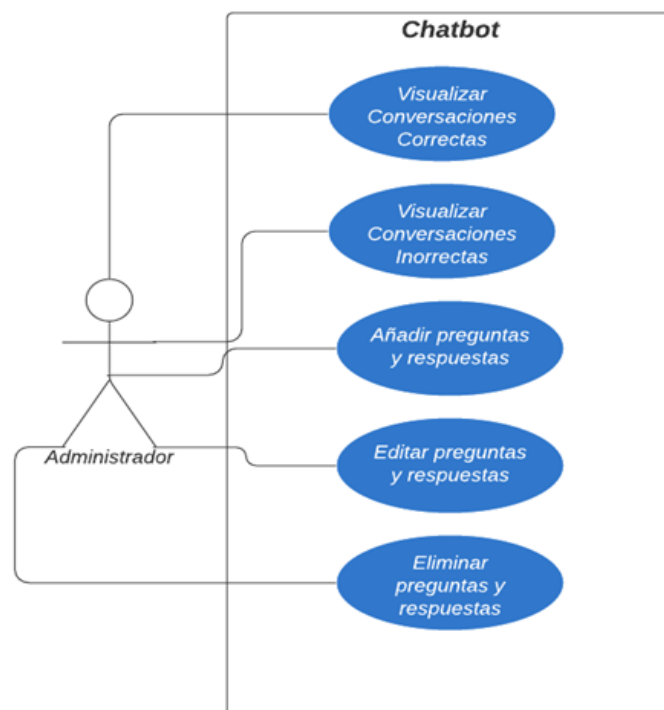 Chatbot
Visualizar
Conversaciones
Correctas
Visualizar
Conversaciones
Inorrectas
Añadir preguntas
y respuestas
Administrador
Editar preguntas
y respuestas
Eliminar
preguntas y
respuestas